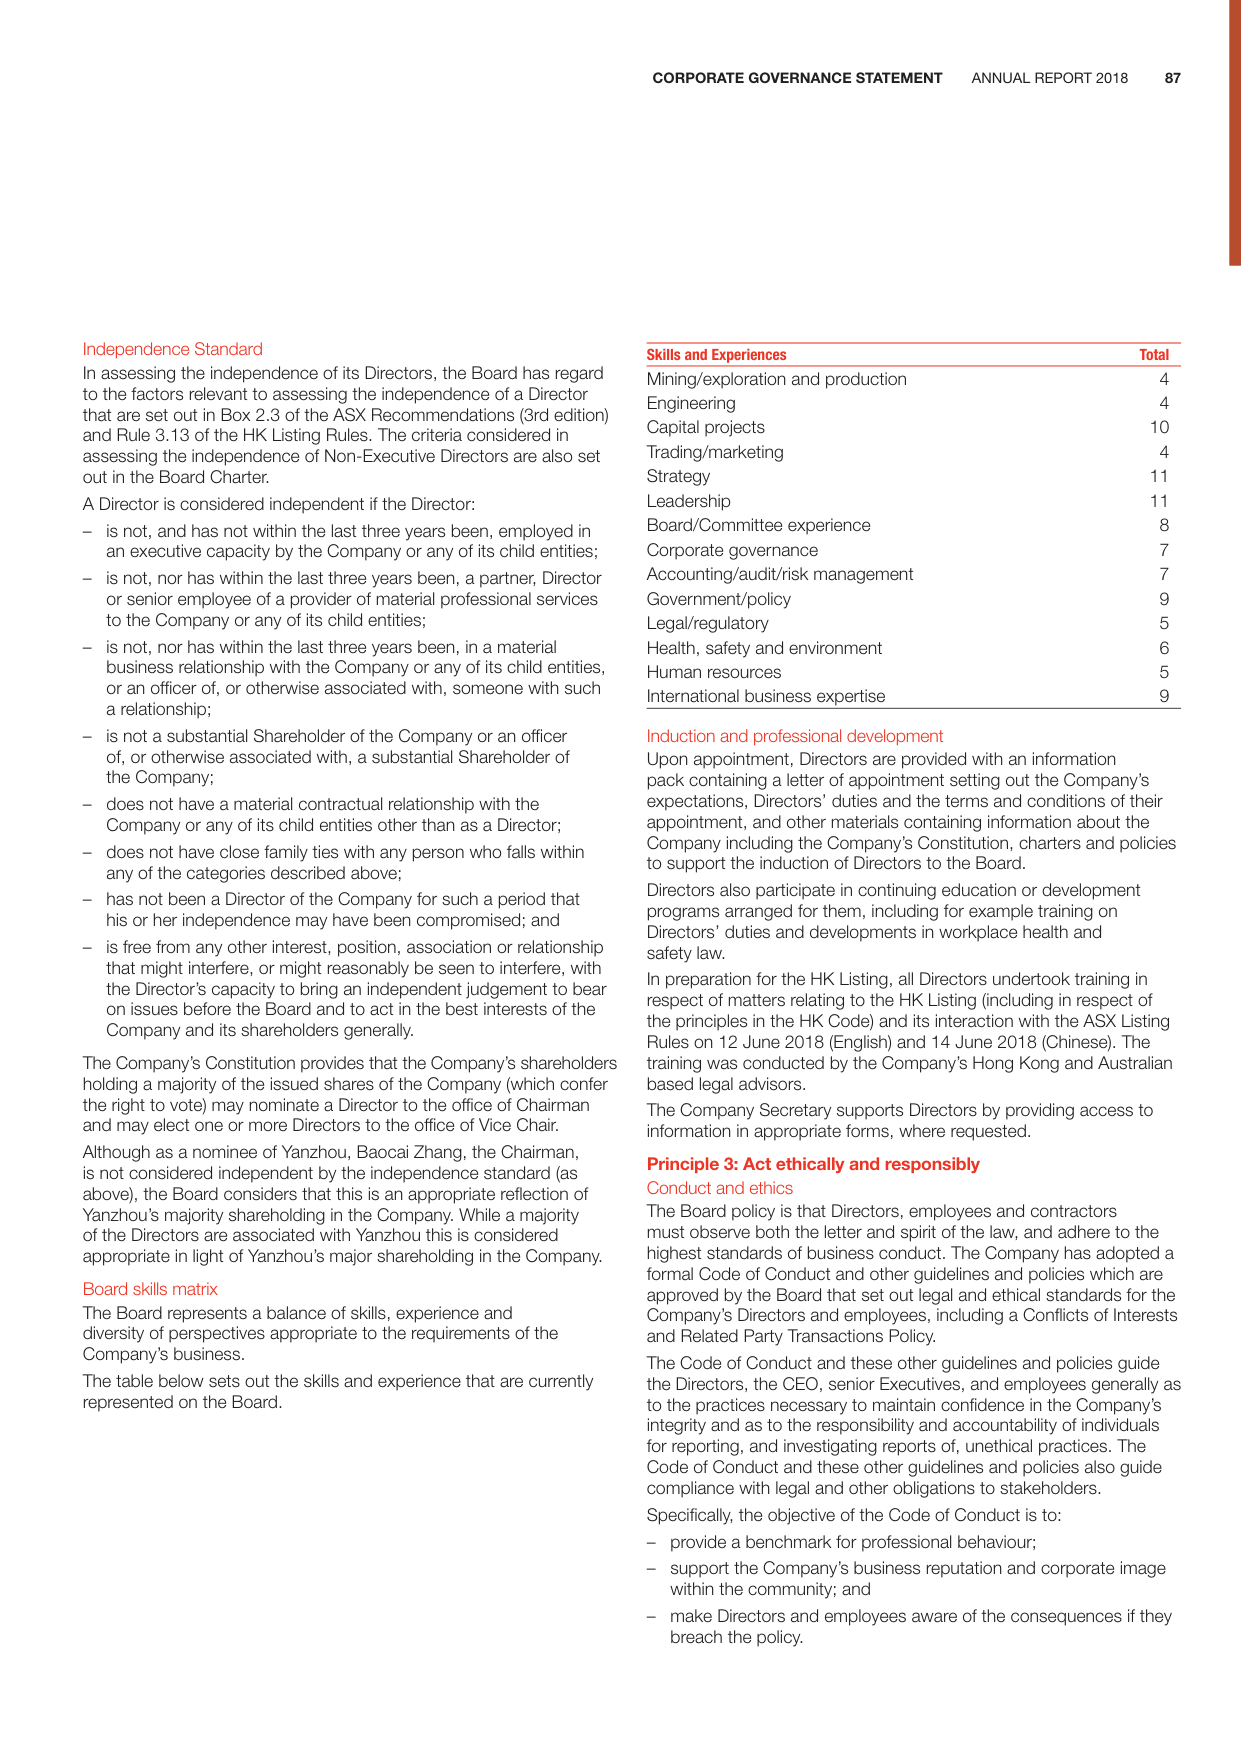 CORPORATE GOVERNANCE STATEMENT ANNUAL REPORT 2018 87
Independence Standard
In assessing the independence of its Directors, the Board has regard
to the factors relevant to assessing the independence of a Director
that are set out in Box 2.3 of the ASX Recommendations (3rd edition)
and Rule 3.13 of the HK Listing Rules. The criteria considered in
assessing the independence of Non-Executive Directors are also set
out in the Board Charter.
A Director is considered independent if the Director:
– is not, and has not within the last three years been, employed in
an executive capacity by the Company or any of its child entities;
– is not, nor has within the last three years been, a partner, Director
or senior employee of a provider of material professional services
to the Company or any of its child entities;
– is not, nor has within the last three years been, in a material
business relationship with the Company or any of its child entities,
or an officer of, or otherwise associated with, someone with such
a relationship;
– is not a substantial Shareholder of the Company or an officer
of, or otherwise associated with, a substantial Shareholder of
the Company;
– does not have a material contractual relationship with the
Company or any of its child entities other than as a Director;
– does not have close family ties with any person who falls within
any of the categories described above;
– has not been a Director of the Company for such a period that
his or her independence may have been compromised; and
– is free from any other interest, position, association or relationship
that might interfere, or might reasonably be seen to interfere, with
the Director's capacity to bring an independent judgement to bear
on issues before the Board and to act in the best interests of the
Company and its shareholders generally.
The Company's Constitution provides that the Company's shareholders
holding a majority of the issued shares of the Company (which confer
the right to vote) may nominate a Director to the office of Chairman
and may elect one or more Directors to the office of Vice Chair.
Although as a nominee of Yanzhou, Baocai Zhang, the Chairman,
is not considered independent by the independence standard (as
above), the Board considers that this is an appropriate reflection of
Yanzhou's majority shareholding in the Company. While a majority
of the Directors are associated with Yanzhou this is considered
appropriate in light of Yanzhou's major shareholding in the Company.
Board skills matrix
The Board represents a balance of skills, experience and
diversity of perspectives appropriate to the requirements of the
Company's business.
The table below sets out the skills and experience that are currently
represented on the Board.
Skills and Experiences Total
Mining/exploration and production 4
Engineering 4
Capital projects 10
Trading/marketing 4
Strategy 11
Leadership 11
Board/Committee experience 8
Corporate governance 7
Accounting/audit/risk management 7
Government/policy 9
Legal/regulatory 5
Health, safety and environment 6
Human resources 5
International business expertise 9
Induction and professional development
Upon appointment, Directors are provided with an information
pack containing a letter of appointment setting out the Company's
expectations, Directors' duties and the terms and conditions of their
appointment, and other materials containing information about the
Company including the Company's Constitution, charters and policies
to support the induction of Directors to the Board.
Directors also participate in continuing education or development
programs arranged for them, including for example training on
Directors' duties and developments in workplace health and
safety law.
In preparation for the HK Listing, all Directors undertook training in
respect of matters relating to the HK Listing (including in respect of
the principles in the HK Code) and its interaction with the ASX Listing
Rules on 12 June 2018 (English) and 14 June 2018 (Chinese). The
training was conducted by the Company's Hong Kong and Australian
based legal advisors.
The Company Secretary supports Directors by providing access to
information in appropriate forms, where requested.
Principle 3: Act ethically and responsibly
Conduct and ethics
The Board policy is that Directors, employees and contractors
must observe both the letter and spirit of the law, and adhere to the
highest standards of business conduct. The Company has adopted a
formal Code of Conduct and other guidelines and policies which are
approved by the Board that set out legal and ethical standards for the
Company's Directors and employees, including a Conflicts of Interests
and Related Party Transactions Policy.
The Code of Conduct and these other guidelines and policies guide
the Directors, the CEO, senior Executives, and employees generally as
to the practices necessary to maintain confidence in the Company's
integrity and as to the responsibility and accountability of individuals
for reporting, and investigating reports of, unethical practices. The
Code of Conduct and these other guidelines and policies also guide
compliance with legal and other obligations to stakeholders.
Specifically, the objective of the Code of Conduct is to:
– provide a benchmark for professional behaviour;
– support the Company's business reputation and corporate image
within the community; and
– make Directors and employees aware of the consequences if they
breach the policy.